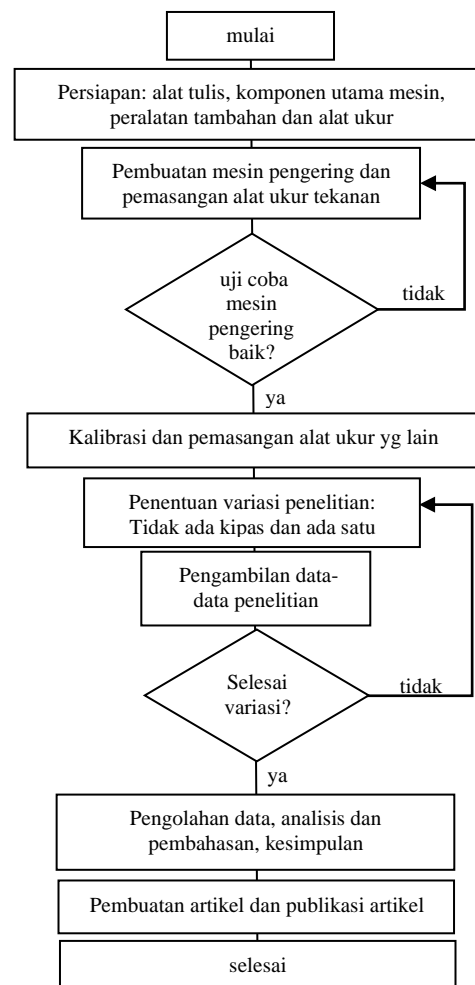 mulai
Persiapan: alat tulis, komponen utama mesin,
peralatan tambahan dan alat ukur
Pembuatan mesin pengering dan
pemasangan alat ukur tekanan
uji coba
mesin
pengering
baik?
tidak
ya
Kalibrasi dan pemasangan alat ukur yg lain
Penentuan variasi penelitian:
Tidak ada kipas dan ada satu
Pengambilan data-
data penelitian
Selesai
variasi?
tidak
ya
Pengolahan data, analisis dan
pembahasan, kesimpulan
Pembuatan artikel dan publikasi artikel
selesai